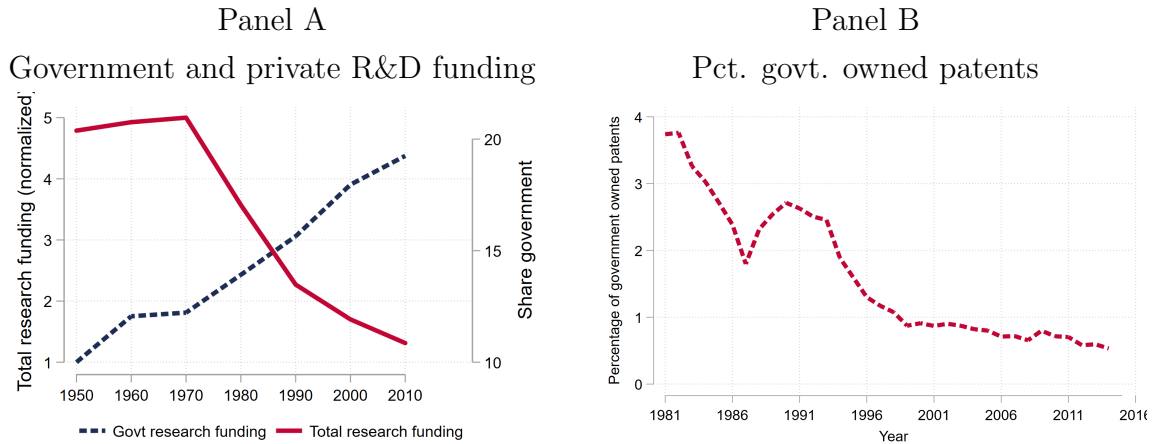 Panel A
Government and private R&D funding
Total research funding (normalized)
5
4
3
2
1
20
15
10
Share government
1950 1960 1970 1980 1990 2000 2010
Govt research funding Total research funding
Panel B
Pct. govt. owned patents
Percentage of government owned patents
4
3
2
1
0
1981 1986 1991 1996 2001 2006 2011 2016
Year